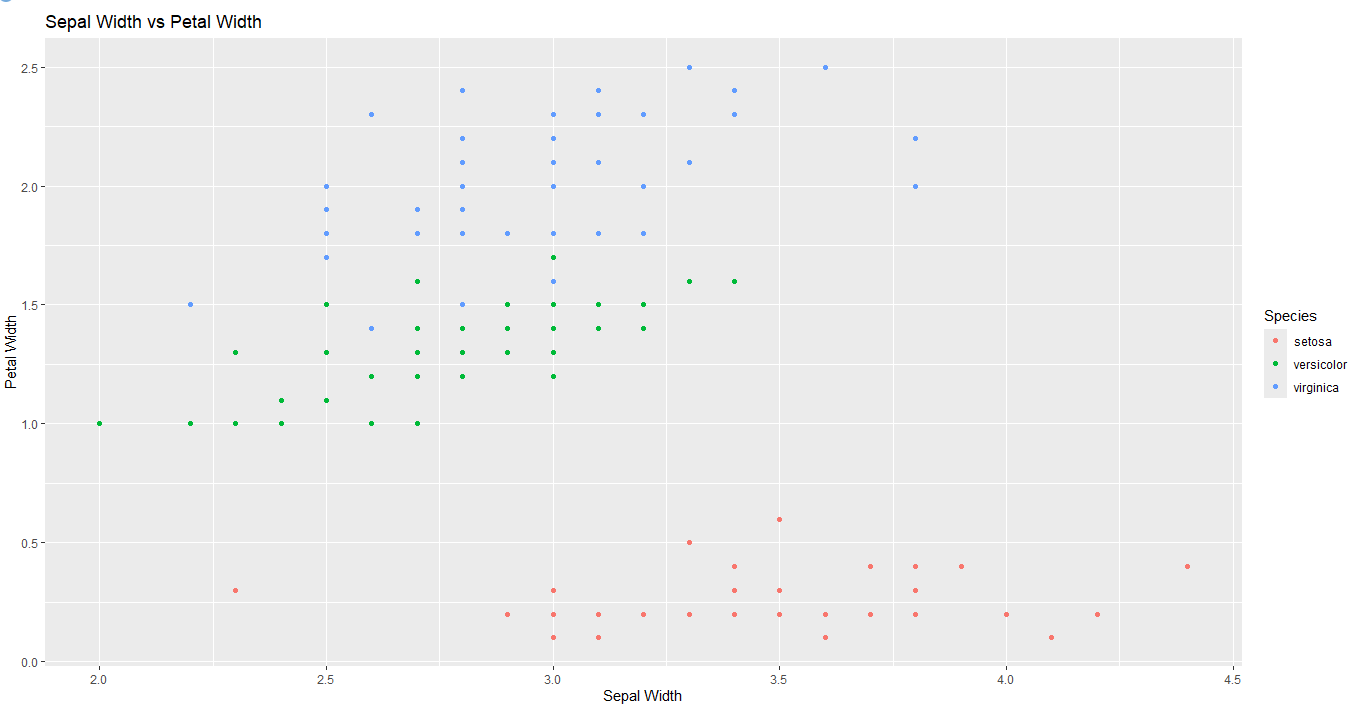 Sepal Width vs Petal Width
2.5
2.0
1.5
1.0
0.5
0.0
Petal Width
2.0 2.5 3.0 3.5 4.0 4.5
Sepal Width
Species
setosa
versicolor
virginica